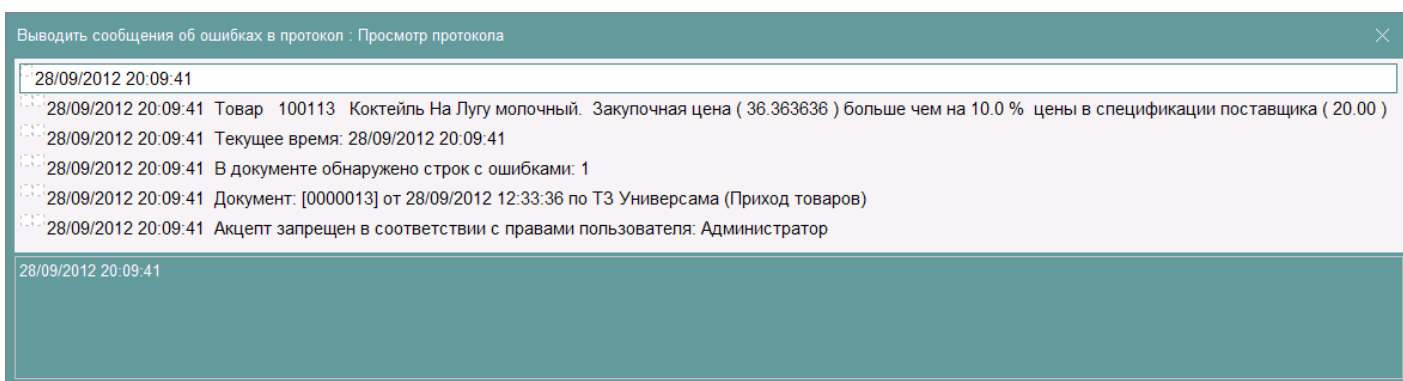 Выводить сообщения об ошибках в протокол : Просмотр протокола
28/09/2012 20:09:41
28/09/2012 20:09:41 Товар 100113 Коктейль На Лугу молочный. Закупочная цена ( 36.363636 ) больше чем на 10.0 % цены в спецификации поставщика ( 20.00 )
28/09/2012 20:09:41 Текущее время: 28/09/2012 20:09:41
28/09/2012 20:09:41 В документе обнаружено строк с ошибками: 1
28/09/2012 20:09:41 Документ: [0000013] от 28/09/2012 12:33:36 по ТЗ Универсама (Приход товаров)
28/09/2012 20:09:41 Акцепт запрещен в соответствии с правами пользователя: Администратор
28/09/2012 20:09:41